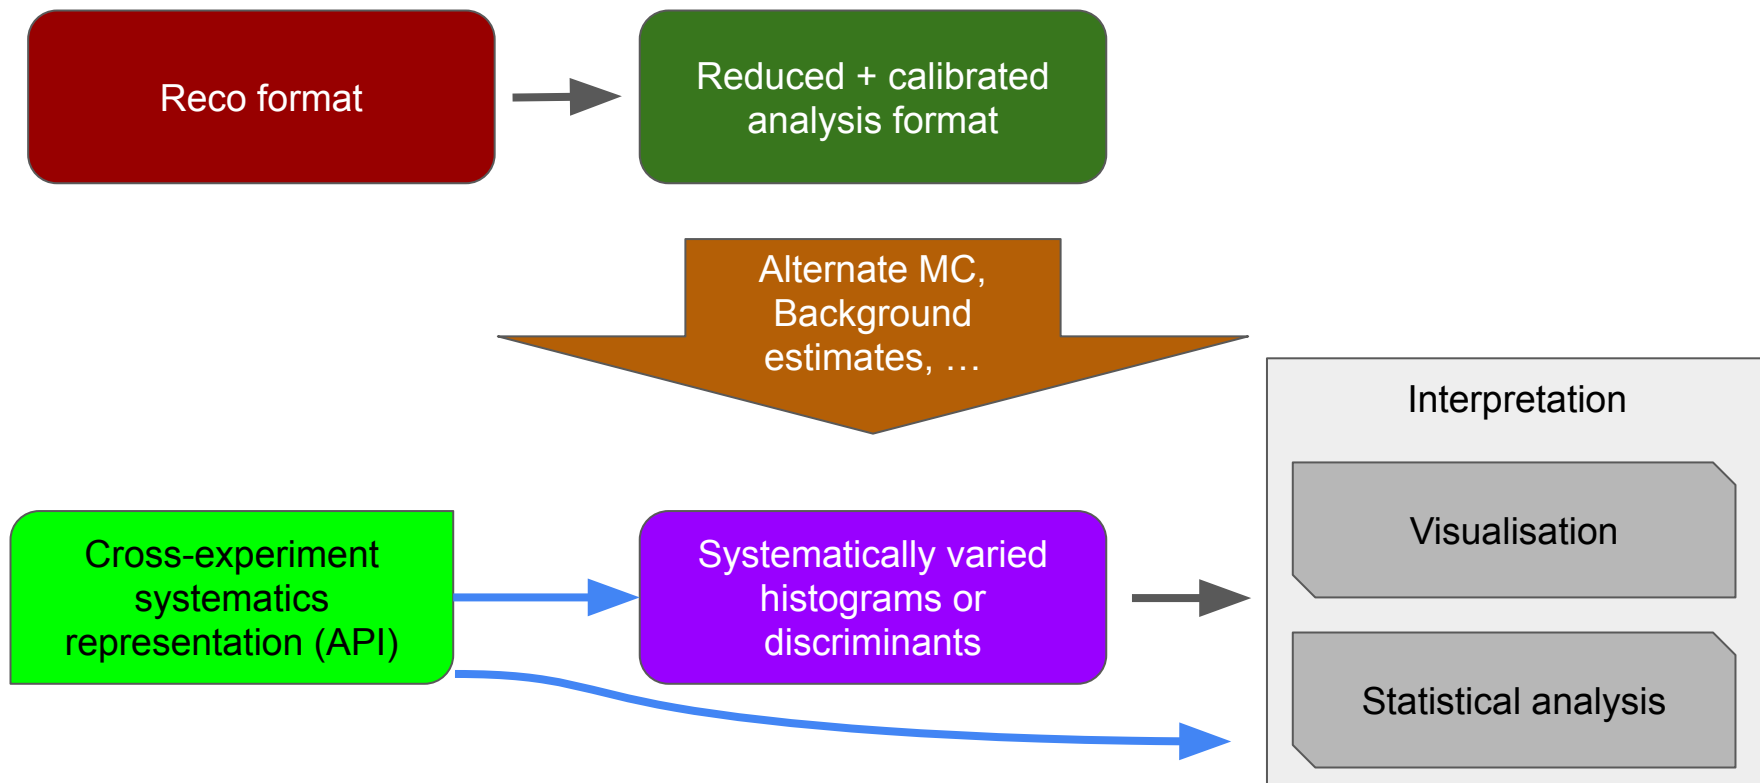 Reco format
Reduced + calibrated
analysis format
Alternate MC,
Background
estimates, …
Interpretation
Visualisation
Statistical analysis
Cross-experiment
systematics
representation (API)
Systematically varied
histograms or
discriminants